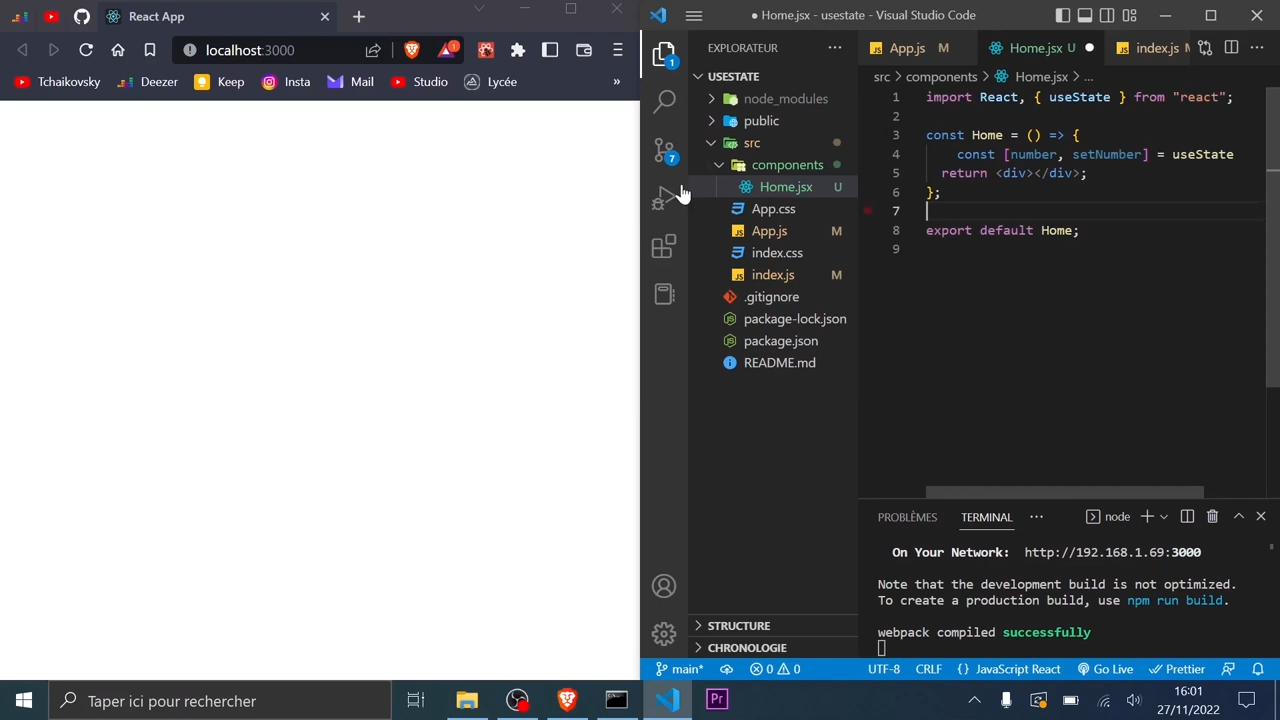 React App
localhost:3000
1
Tchaikovsky
Deezer
Keep
Insta
Mail
Studio
Lycée
»
Home.jsx - usestate - Visual Studio Code
1
7
EXPLORATEUR
USESTATE
node_modules
public
src
components
Home.jsx U
App.css
App.js M
index.css
index.js M
.gitignore
package-lock.json
package.json
README.md
STRUCTURE
CHRONOLOGIE
App.js M
Home.jsx U
index.js M
src > components > Home.jsx > ...
1 import React, { useState } from "react";
2
3 const Home = () => {
4 const [number, setNumber] = useState
5 return <div></div>;
6 };
7
8 export default Home;
9
PROBLÈMES
TERMINAL
node
On Your Network: http://192.168.1.69:3000
Note that the development build is not optimized.
To create a production build, use npm run build.
webpack compiled successfully
main*
0
0
UTF-8
CRLF
{} JavaScript React
Go Live
Prettier
Taper ici pour rechercher
Pr
16:01
27/11/2022